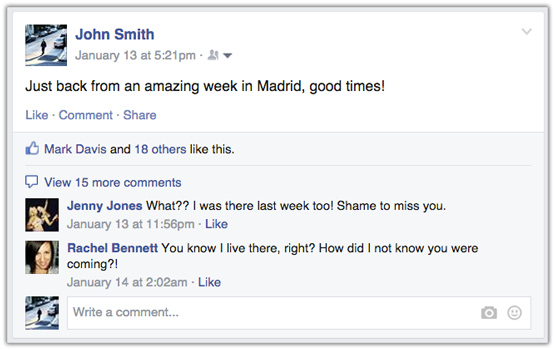 John Smith
January 13 at 5:21pm ·
Just back from an amazing week in Madrid, good times!
Like · Comment · Share
Mark Davis and 18 others like this.
View 15 more comments
Jenny Jones What?? I was there last week too! Shame to miss you.
January 13 at 11:56pm · Like
Rachel Bennett You know I live there, right? How did I not know you were
coming?!
January 14 at 2:02am · Like
Write a comment...